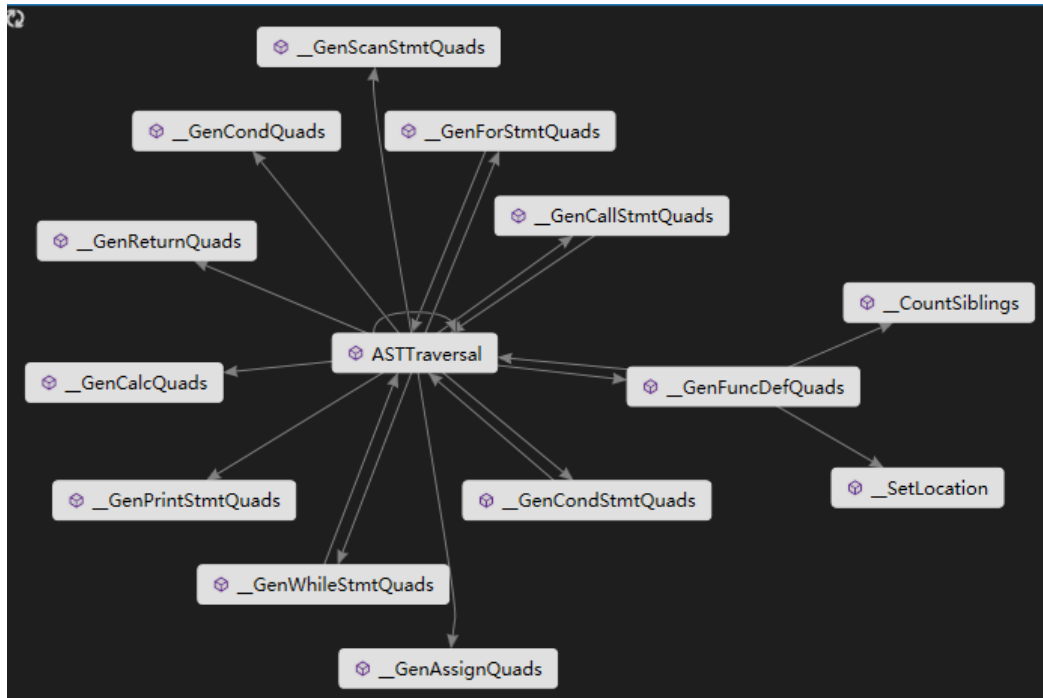 __GenScanStmtQuads
__GenCondQuads
__GenForStmtQuads
__GenCallStmtQuads
__GenReturnQuads
__CountSiblings
ASTTraversal
__GenCalcQuads
__GenFuncDefQuads
__GenPrintStmtQuads
__GenCondStmtQuads
__SetLocation
__GenWhileStmtQuads
__GenAssignQuads